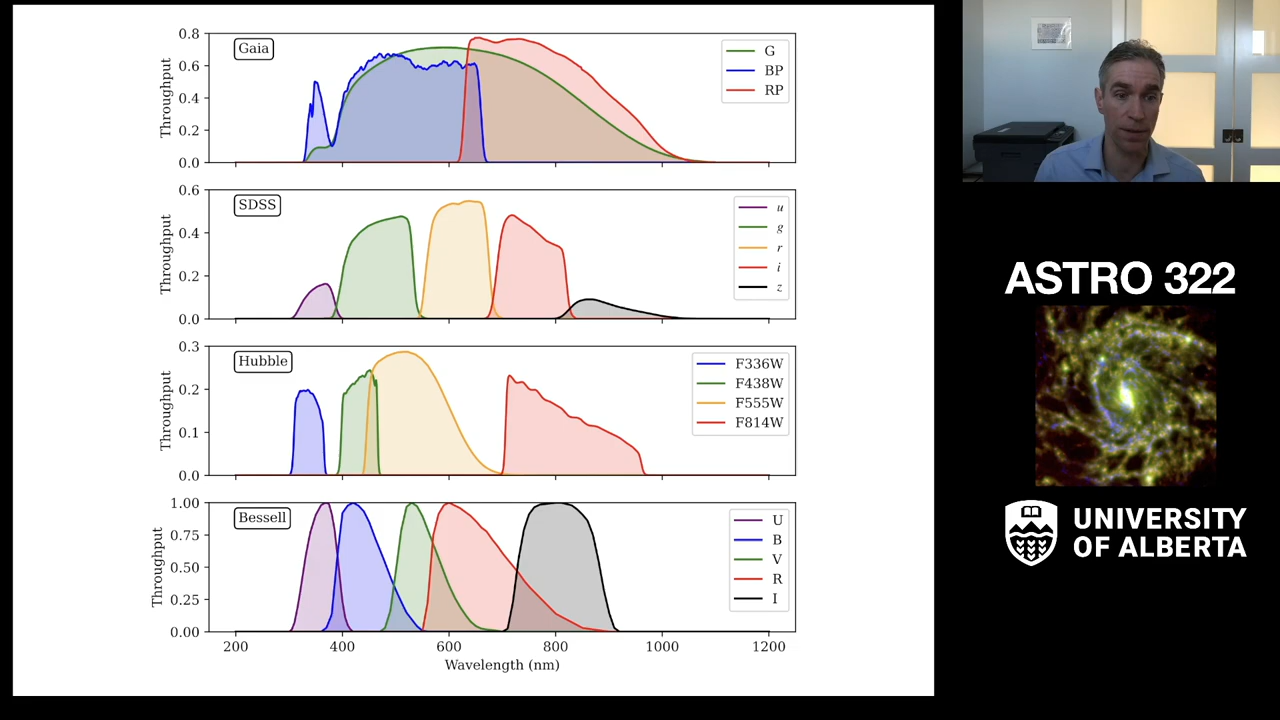 Gaia
Throughput
0.8
0.6
0.4
0.2
0.0
G
BP
RP
SDSS
Throughput
0.6
0.4
0.2
0.0
u
g
r
i
z
Hubble
Throughput
0.3
0.2
0.1
0.0
F336W
F438W
F555W
F814W
Bessell
Throughput
1.00
0.75
0.50
0.25
0.00
U
B
V
R
I
200 400 600 800 1000 1200
Wavelength (nm)
ASTRO 322
UNIVERSITY
OF ALBERTA